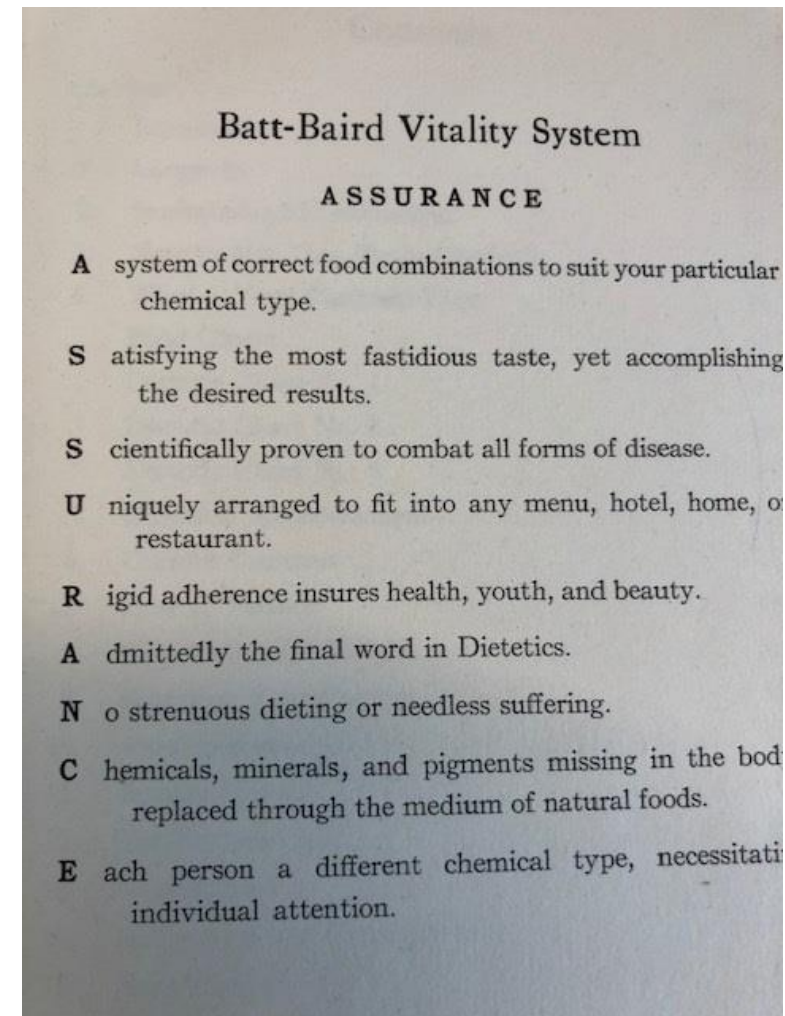 Batt-Baird Vitality System
ASSURANCE
A system of correct food combinations to suit your particular
chemical type.
S atisfying the most fastidious taste, yet accomplishing
the desired results.
S cientifically proven to combat all forms of disease.
U niquely arranged to fit into any menu, hotel, home, o
restaurant.
R igid adherence insures health, youth, and beauty.
A dmittedly the final word in Dietetics.
N o strenuous dieting or needless suffering.
C hemicals, minerals, and pigments missing in the bod
replaced through the medium of natural foods.
E ach person a different chemical type, necessitati
individual attention.